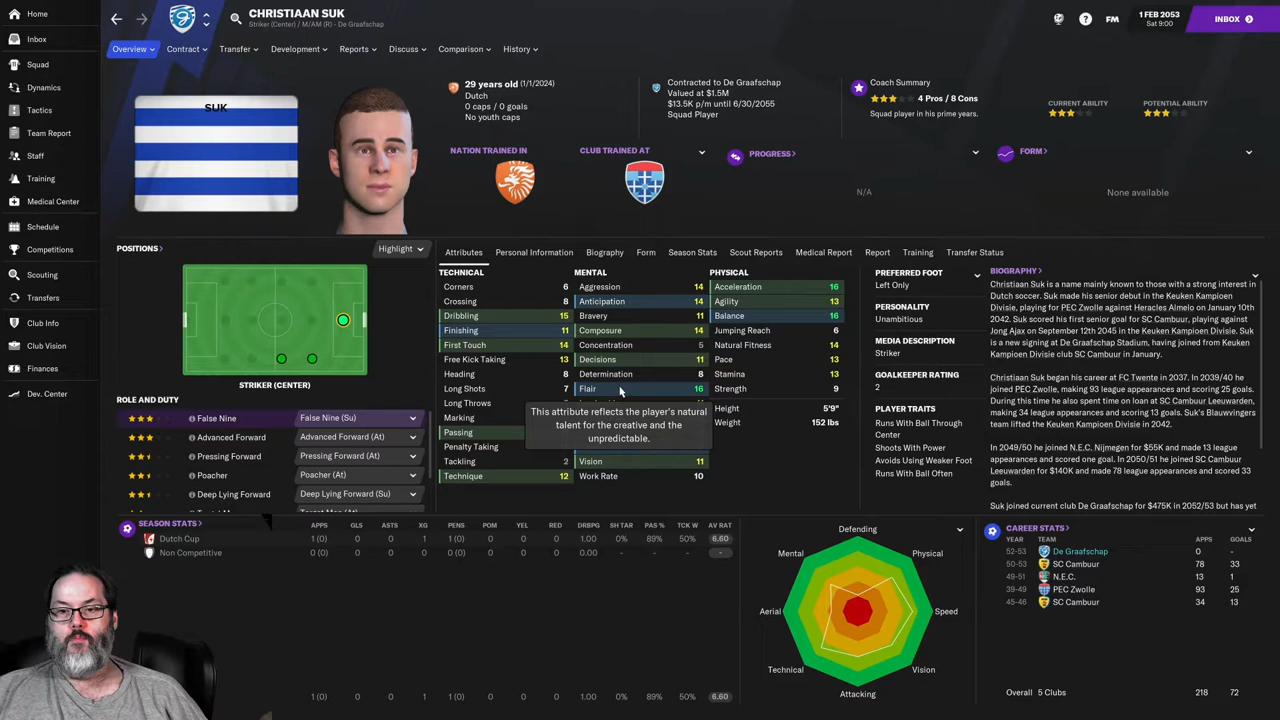 Home
CHRISTIAAN SUK
Striker (Center) / M/AM (R) - De Graafschap
FM
1 FEB 2053
Sat 9:00
INBOX
Inbox
Overview
Contract
Transfer
Development
Reports
Discuss
Comparison
History
Squad
Dynamics
Tactics
Team Report
Staff
Training
Medical Center
Schedule
Competitions
Scouting
Transfers
Club Info
Club Vision
Finances
Dev. Center
SUK
29 years old (1/1/2024)
Dutch
0 caps / 0 goals
No youth caps
Contracted to De Graafschap
Valued at $1.5M
$13.5K p/m until 6/30/2055
Squad Player
Coach Summary
4 Pros / 8 Cons
Squad player in his prime years.
CURRENT ABILITY
POTENTIAL ABILITY
NATION TRAINED IN
CLUB TRAINED AT
PROGRESS
N/A
FORM
None available
POSITIONS
Highlight
STRIKER (CENTER)
ROLE AND DUTY
False Nine
False Nine (Su)
Advanced Forward
Advanced Forward (At)
Pressing Forward
Pressing Forward (At)
Poacher
Poacher (At)
Deep Lying Forward
Deep Lying Forward (Su)
Attributes
Personal Information
Biography
Form
Season Stats
Scout Reports
Medical Report
Report
Training
Transfer Status
TECHNICAL
Corners 6
Crossing 8
Dribbling 15
Finishing 11
First Touch 14
Free Kick Taking 13
Heading 8
Long Shots 7
Long Throws
Marking
Passing
Penalty Taking
Tackling 2
Technique 12
MENTAL
Aggression 14
Anticipation 14
Bravery 11
Composure 14
Concentration 5
Decisions 11
Determination 8
Flair 16
This attribute reflects the player's natural
talent for the creative and the
unpredictable.
Vision 11
Work Rate 10
PHYSICAL
Acceleration 16
Agility 13
Balance 16
Jumping Reach 6
Natural Fitness 14
Pace 13
Stamina 13
Strength 9
Height 5'9"
Weight 152 lbs
PREFERRED FOOT
Left Only
PERSONALITY
Unambitious
MEDIA DESCRIPTION
Striker
GOALKEEPER RATING
2
PLAYER TRAITS
Runs With Ball Through
Center
Shoots With Power
Avoids Using Weaker Foot
Runs With Ball Often
BIOGRAPHY
Christiaan Suk is a name mainly known to those with a strong interest in
Dutch soccer. Suk made his senior debut in the Keuken Kampioen
Divisie, playing for PEC Zwolle against Heracles Almelo on January 10th
2042. Suk scored his first senior goal for SC Cambuur, playing against
Jong Ajax on September 12th 2045 in the Keuken Kampioen Divisie. Suk
is a new signing at De Graafschap Stadium, having joined from Keuken
Kampioen Divisie club SC Cambuur in January.
Christiaan Suk began his career at FC Twente in 2037. In 2039/40 he
joined PEC Zwolle, making 93 league appearances and scoring 25 goals.
During this time he also spent time on loan at SC Cambuur Leeuwarden,
making 34 league appearances and scoring 13 goals. Suk's Blauwvingers
team lifted the Keuken Kampioen Divisie in 2042.
In 2049/50 he joined N.E.C. Nijmegen for $55K and made 13 league
appearances and scored one goal. In 2050/51 he joined SC Cambuur
Leeuwarden for $140K and made 78 league appearances and scored 33
goals.
Suk joined current club De Graafschap for $475K in 2052/53 but has yet
SEASON STATS
APPS GLS ASTS XG PENS POM YEL RED DRBPG SH TAR PAS % TCK W AV RAT
Dutch Cup 1 (0) 0 0 1 1 (0) 0 0 0 1.00 0% 89% 50% 6.60
Non Competitive 0 (0) 0 0 - 0 (0) 0 0 0 0.00 - - - -
1 (0) 0 0 1 1 (0) 0 0 0 1.00 0% 89% 50% 6.60
Defending
Mental
Physical
Aerial
Speed
Technical
Vision
Attacking
CAREER STATS
YEAR TEAM APPS GOALS
52-53 De Graafschap 0 -
50-53 SC Cambuur 78 33
49-51 N.E.C. 13 1
39-49 PEC Zwolle 93 25
45-46 SC Cambuur 34 13
Overall 5 Clubs 218 72